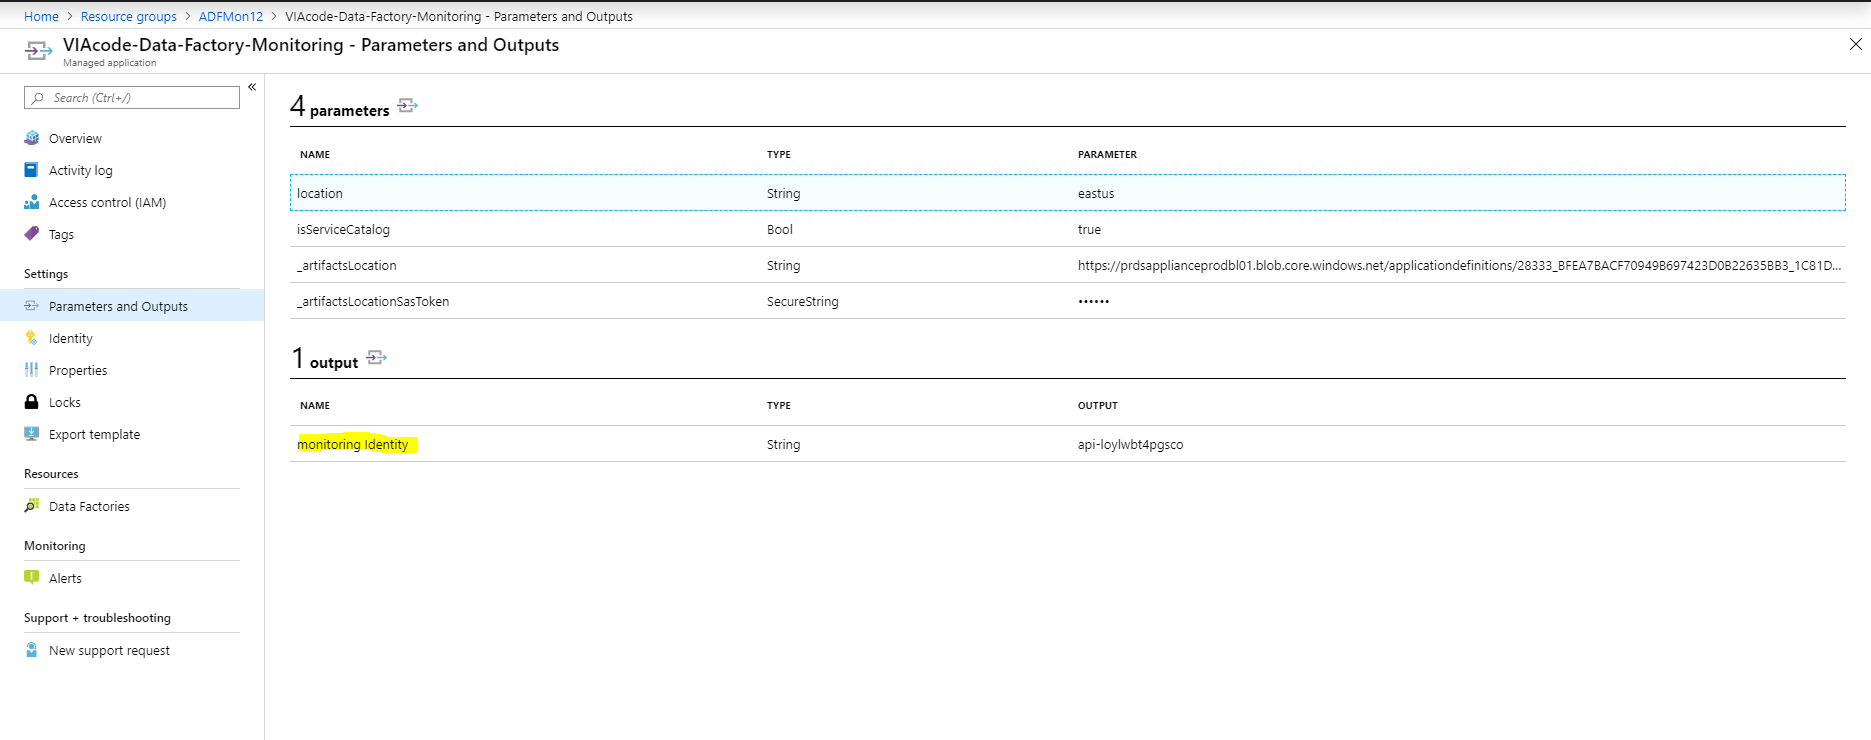 Home > Resource groups > ADFMon12 > VIAcode-Data-Factory-Monitoring - Parameters and Outputs
VIAcode-Data-Factory-Monitoring - Parameters and Outputs
Managed application
Search (Ctrl+/)
Overview
Activity log
Access control (IAM)
Tags
Settings
Parameters and Outputs
Identity
Properties
Locks
Export template
Resources
Data Factories
Monitoring
Alerts
Support + troubleshooting
New support request
4 parameters
NAME TYPE PARAMETER
location String eastus
isServiceCatalog Bool true
_artifactsLocation String https://prdsapplianceprodbl01.blob.core.windows.net/applicationdefinitions/28333_BFEA7BACF70949B697423D0B22635BB3_1C81D...
_artifactsLocationSasToken SecureString ••••••
1 output
NAME TYPE OUTPUT
monitoring Identity String api-loylwbt4pgsco